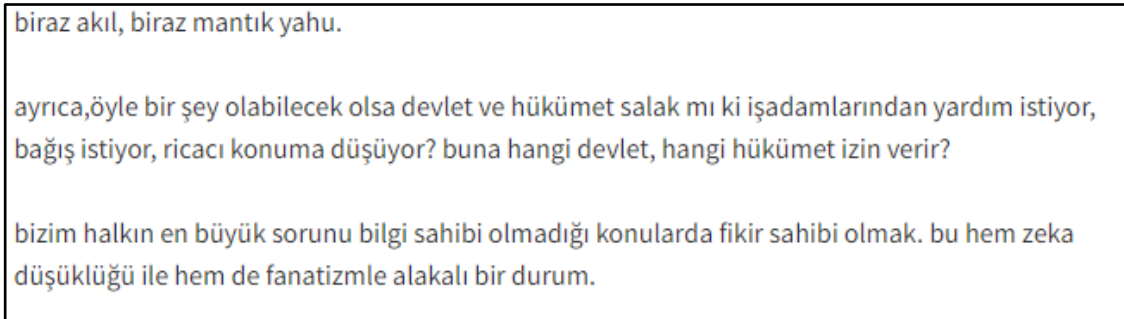 biraz akıl, biraz mantık yahu.
ayrıca,öyle bir şey olabilecek olsa devlet ve hükümet salak mı ki işadamlarından yardım istiyor,
bağış istiyor, ricacı konuma düşüyor? buna hangi devlet, hangi hükümet izin verir?
bizim halkın en büyük sorunu bilgi sahibi olmadığı konularda fikir sahibi olmak. bu hem zeka
düşüklüğü ile hem de fanatizmle alakalı bir durum.